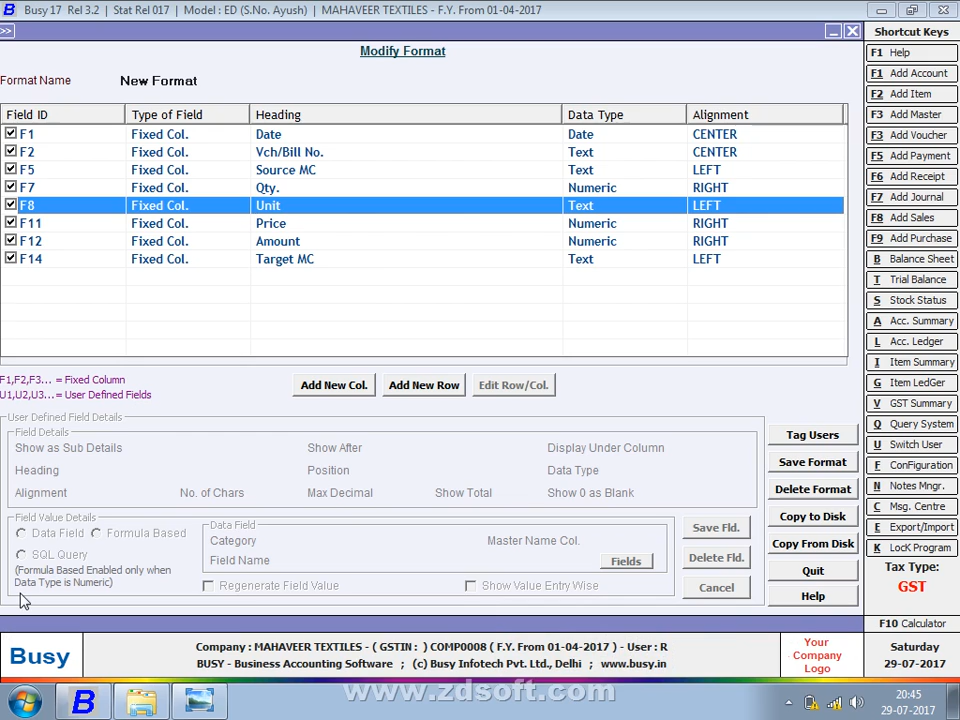 Busy 17 Rel 3.2 | Stat Rel 017 | Model : ED (S.No. Ayush) | MAHAVEER TEXTILES - F.Y. From 01-04-2017
>>
Modify Format
Format Name New Format
Field ID Type of Field Heading Data Type Alignment
F1 Fixed Col. Date Date CENTER
F2 Fixed Col. Vch/Bill No. Text CENTER
F5 Fixed Col. Source MC Text LEFT
F7 Fixed Col. Qty. Numeric RIGHT
F8 Fixed Col. Unit Text LEFT
F11 Fixed Col. Price Numeric RIGHT
F12 Fixed Col. Amount Numeric RIGHT
F14 Fixed Col. Target MC Text LEFT
F1,F2,F3... = Fixed Column
U1,U2,U3... = User Defined Fields
Add New Col. Add New Row Edit Row/Col.
User Defined Field Details
Field Details
Show as Sub Details Show After Display Under Column
Heading Position Data Type
Alignment No. of Chars Max Decimal Show Total Show 0 as Blank
Field Value Details
Data Field Formula Based
SQL Query
(Formula Based Enabled only when
Data Type is Numeric)
Data Field
Category Master Name Col.
Field Name Fields
Regenerate Field Value Show Value Entry Wise
Save Fld.
Delete Fld.
Cancel
Tag Users
Save Format
Delete Format
Copy to Disk
Copy From Disk
Quit
Help
Shortcut Keys
F1 Help
F1 Add Account
F2 Add Item
F3 Add Master
F3 Add Voucher
F5 Add Payment
F6 Add Receipt
F7 Add Journal
F8 Add Sales
F9 Add Purchase
B Balance Sheet
T Trial Balance
S Stock Status
A Acc. Summary
L Acc. Ledger
I Item Summary
G Item LedGer
V GST Summary
Q Query System
U Switch User
F ConFiguration
N Notes Mngr.
C Msg. Centre
E Export/Import
K LocK Program
Tax Type:
GST
F10 Calculator
Busy
Company : MAHAVEER TEXTILES - ( GSTIN : ) COMP0008 ( F.Y. From 01-04-2017 ) - User : R
BUSY - Business Accounting Software ; (c) Busy Infotech Pvt. Ltd., Delhi ; www.busy.in
Your
Company
Logo
Saturday
29-07-2017
B
www.zdsoft.com
20:45
29-07-2017